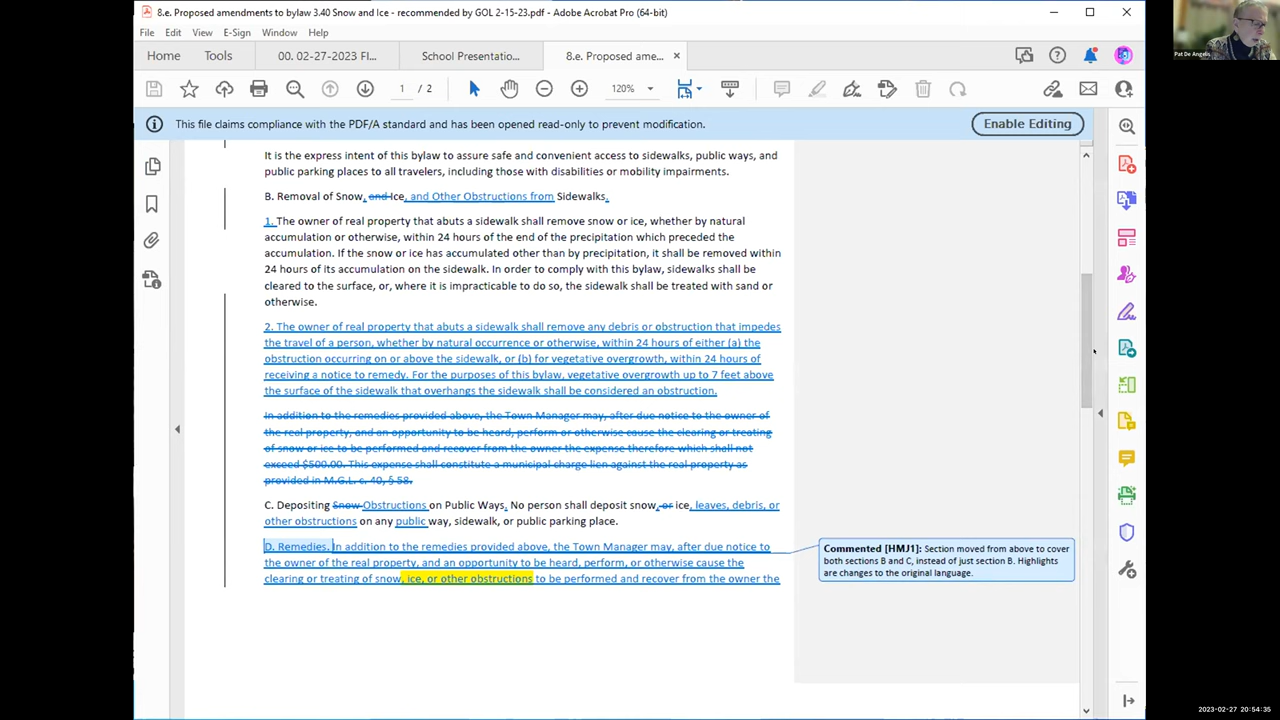 8.e. Proposed amendments to bylaw 3.40 Snow and Ice - recommended by GOL 2-15-23.pdf - Adobe Acrobat Pro (64-bit)
File Edit View E-Sign Window Help
Home Tools 00. 02-27-2023 FI... School Presentatio... 8.e. Proposed ame... ×
1 / 2 120%
This file claims compliance with the PDF/A standard and has been opened read-only to prevent modification. Enable Editing
Pat De Angelis
It is the express intent of this bylaw to assure safe and convenient access to sidewalks, public ways, and
public parking places to all travelers, including those with disabilities or mobility impairments.
B. Removal of Snow, and Ice, and Other Obstructions from Sidewalks.
1. The owner of real property that abuts a sidewalk shall remove snow or ice, whether by natural
accumulation or otherwise, within 24 hours of the end of the precipitation which preceded the
accumulation. If the snow or ice has accumulated other than by precipitation, it shall be removed within
24 hours of its accumulation on the sidewalk. In order to comply with this bylaw, sidewalks shall be
cleared to the surface, or, where it is impracticable to do so, the sidewalk shall be treated with sand or
otherwise.
2. The owner of real property that abuts a sidewalk shall remove any debris or obstruction that impedes
the travel of a person, whether by natural occurrence or otherwise, within 24 hours of either (a) the
obstruction occurring on or above the sidewalk, or (b) for vegetative overgrowth, within 24 hours of
receiving a notice to remedy. For the purposes of this bylaw, vegetative overgrowth up to 7 feet above
the surface of the sidewalk that overhangs the sidewalk shall be considered an obstruction.
In addition to the remedies provided above, the Town Manager may, after due notice to the owner of
the real property, and an opportunity to be heard, perform or otherwise cause the clearing or treating
of snow or ice to be performed and recover from the owner the expense therefore which shall not
exceed $500.00. This expense shall constitute a municipal charge lien against the real property as
provided in M.G.L. c. 40, § 58.
C. Depositing Snow Obstructions on Public Ways. No person shall deposit snow, or ice, leaves, debris, or
other obstructions on any public way, sidewalk, or public parking place.
D. Remedies. In addition to the remedies provided above, the Town Manager may, after due notice to
the owner of the real property, and an opportunity to be heard, perform, or otherwise cause the
clearing or treating of snow, ice, or other obstructions to be performed and recover from the owner the
Commented [HMJ1]: Section moved from above to cover
both sections B and C, instead of just section B. Highlights
are changes to the original language.
2023-02-27 20:54:35